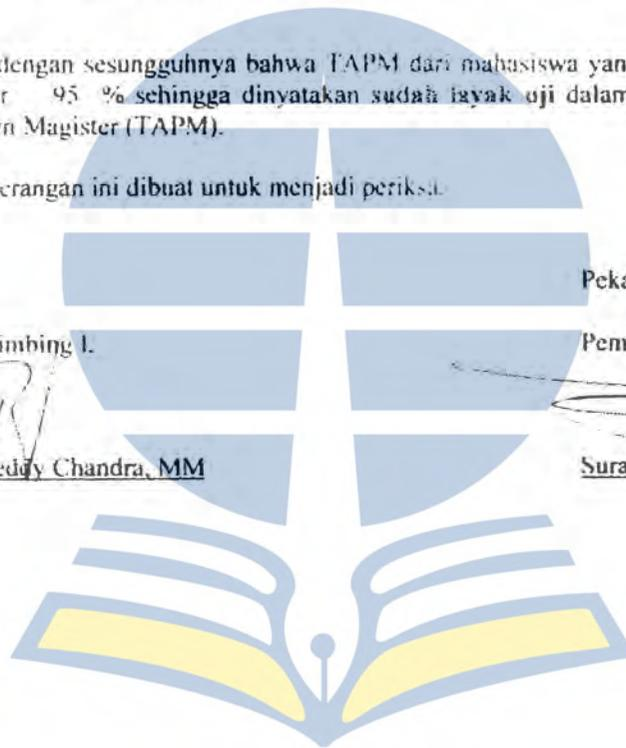 dengan sesungguhnya bahwa TAPM dari mahasiswa yan
r 95 % sehingga dinyatakan sudah layak uji dalam
n Magister (TAPM).
erangan ini dibuat untuk menjadi periksa.
Peka
imbing I.
Pem
eddy Chandra, MM
Sura